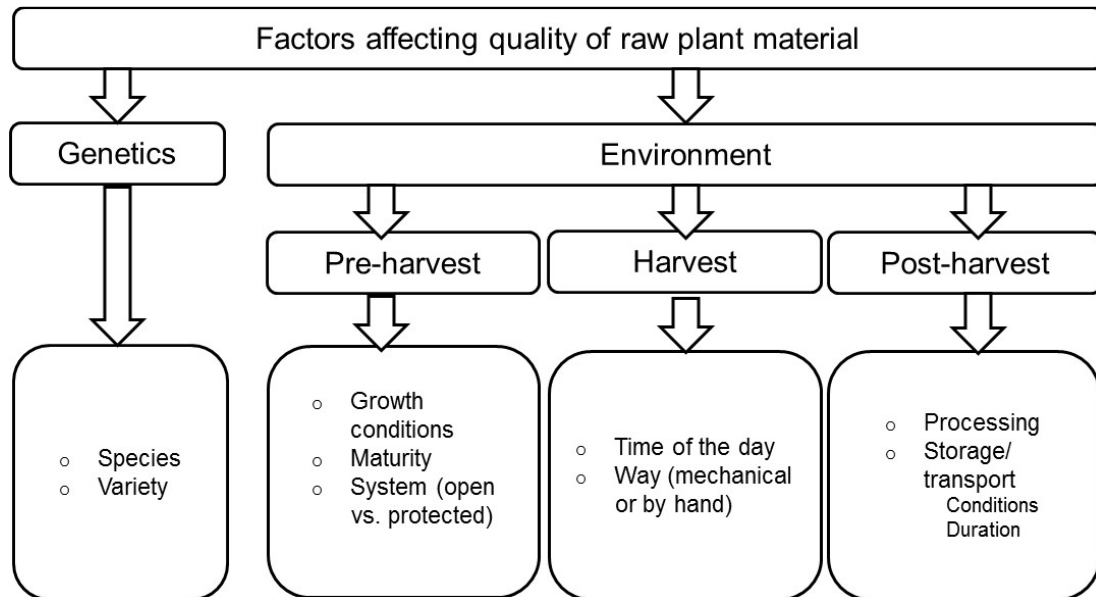 Factors affecting quality of raw plant material
Genetics
Environment
Pre-harvest
Harvest
Post-harvest
o Species
o Variety
o Growth
conditions
o Maturity
o System (open
vs. protected)
o Time of the day
o Way (mechanical
or by hand)
o Processing
o Storage/
transport
Conditions
Duration